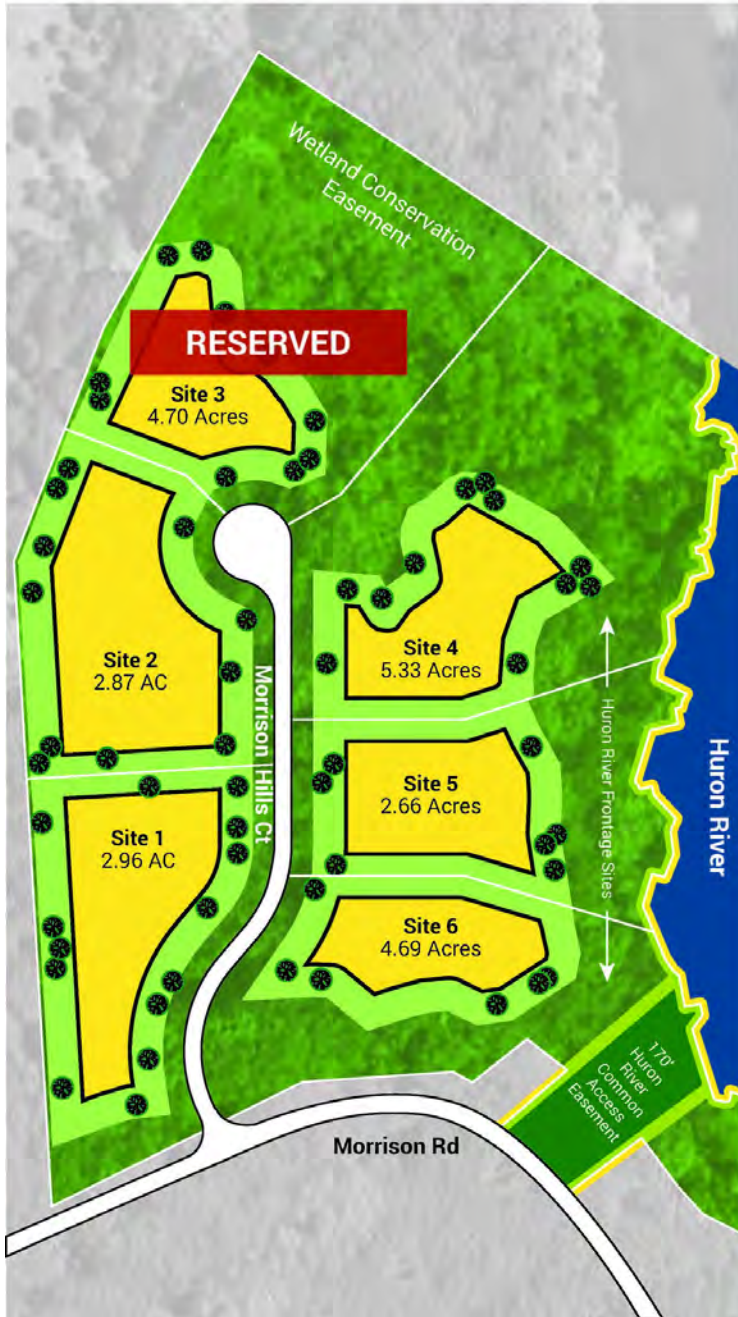 Wetland Conservation
Easement
RESERVED
Site 3
4.70 Acres
Site 2
2.87 AC
Site 4
5.33 Acres
Morrison Hills Ct
Huron River Frontage Sites
Huron River
Site 5
2.66 Acres
Site 1
2.96 AC
Site 6
4.69 Acres
170'
Huron
River
Common
Access
Easement
Morrison Rd